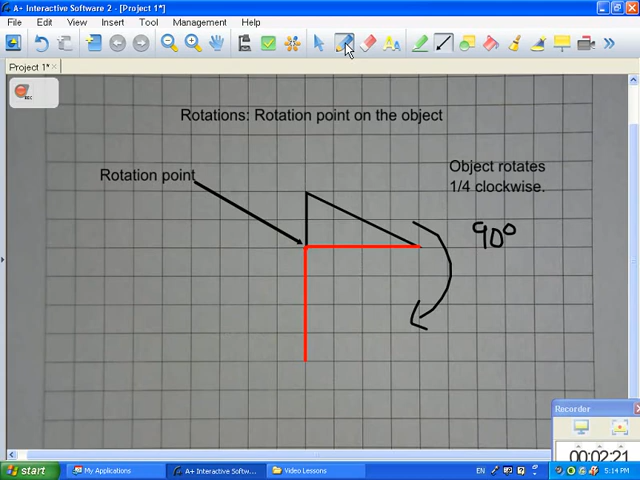 A+ Interactive Software 2 - [Project 1*]
File Edit View Insert Tool Management Help
Project 1*
REC
Rotations: Rotation point on the object
Rotation point
Object rotates
1/4 clockwise.
90°
Recorder
00:02:21
start My Applications A+ Interactive Softw... Video Lessons EN 5:14 PM